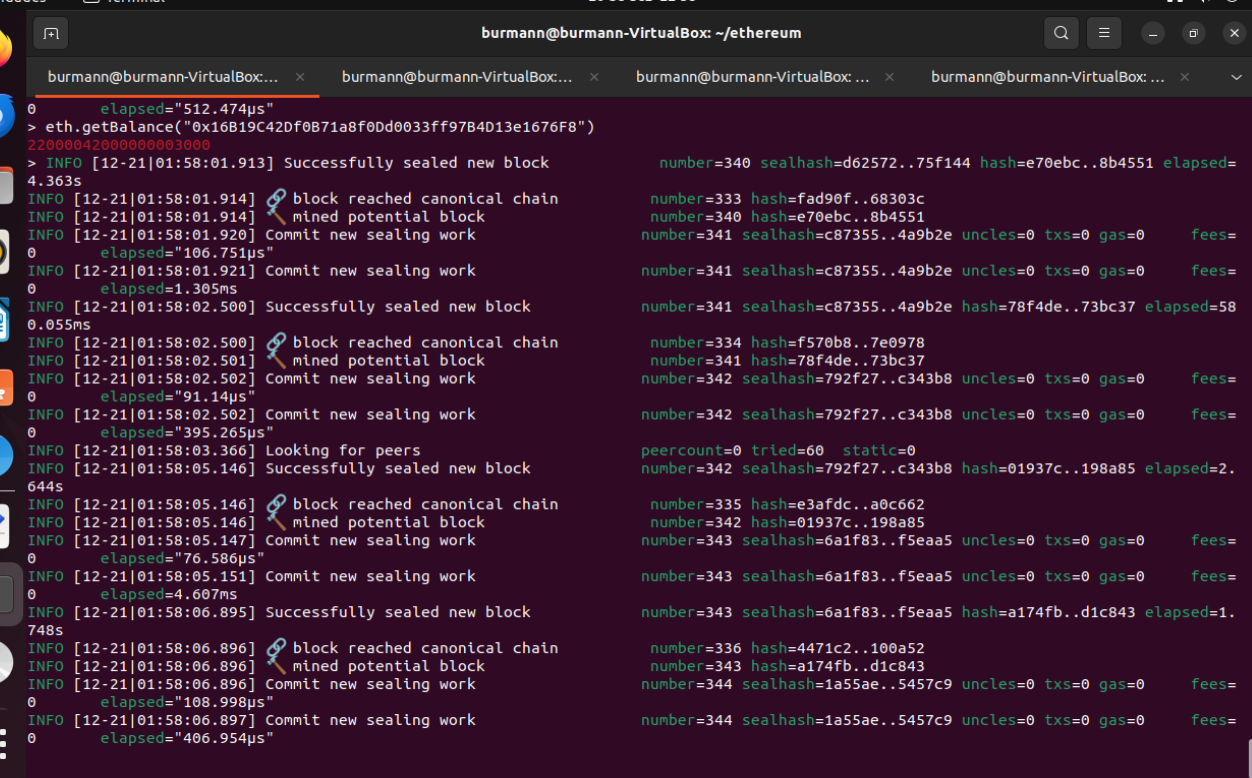 Terminal
burmann@burmann-VirtualBox: ~/ethereum
burmann@burmann-VirtualBox:... × burmann@burmann-VirtualBox:... × burmann@burmann-VirtualBox: ... × burmann@burmann-VirtualBox: ... ×
0 elapsed="512.474µs"
> eth.getBalance("0x16B19C42Df0B71a8f0Dd0033ff97B4D13e1676F8")
22000042000000003000
> INFO [12-21|01:58:01.913] Successfully sealed new block number=340 sealhash=d62572..75f144 hash=e70ebc..8b4551 elapsed=
4.363s
INFO [12-21|01:58:01.914] 🔗 block reached canonical chain number=333 hash=fad90f..68303c
INFO [12-21|01:58:01.914] 🔨 mined potential block number=340 hash=e70ebc..8b4551
INFO [12-21|01:58:01.920] Commit new sealing work number=341 sealhash=c87355..4a9b2e uncles=0 txs=0 gas=0 fees=
0 elapsed="106.751µs"
INFO [12-21|01:58:01.921] Commit new sealing work number=341 sealhash=c87355..4a9b2e uncles=0 txs=0 gas=0 fees=
0 elapsed=1.305ms
INFO [12-21|01:58:02.500] Successfully sealed new block number=341 sealhash=c87355..4a9b2e hash=78f4de..73bc37 elapsed=58
0.055ms
INFO [12-21|01:58:02.500] 🔗 block reached canonical chain number=334 hash=f570b8..7e0978
INFO [12-21|01:58:02.501] 🔨 mined potential block number=341 hash=78f4de..73bc37
INFO [12-21|01:58:02.502] Commit new sealing work number=342 sealhash=792f27..c343b8 uncles=0 txs=0 gas=0 fees=
0 elapsed="91.14µs"
INFO [12-21|01:58:02.502] Commit new sealing work number=342 sealhash=792f27..c343b8 uncles=0 txs=0 gas=0 fees=
0 elapsed="395.265µs"
INFO [12-21|01:58:03.366] Looking for peers peercount=0 tried=60 static=0
INFO [12-21|01:58:05.146] Successfully sealed new block number=342 sealhash=792f27..c343b8 hash=01937c..198a85 elapsed=2.
644s
INFO [12-21|01:58:05.146] 🔗 block reached canonical chain number=335 hash=e3afdc..a0c662
INFO [12-21|01:58:05.146] 🔨 mined potential block number=342 hash=01937c..198a85
INFO [12-21|01:58:05.147] Commit new sealing work number=343 sealhash=6a1f83..f5eaa5 uncles=0 txs=0 gas=0 fees=
0 elapsed="76.586µs"
INFO [12-21|01:58:05.151] Commit new sealing work number=343 sealhash=6a1f83..f5eaa5 uncles=0 txs=0 gas=0 fees=
0 elapsed=4.607ms
INFO [12-21|01:58:06.895] Successfully sealed new block number=343 sealhash=6a1f83..f5eaa5 hash=a174fb..d1c843 elapsed=1.
748s
INFO [12-21|01:58:06.896] 🔗 block reached canonical chain number=336 hash=4471c2..100a52
INFO [12-21|01:58:06.896] 🔨 mined potential block number=343 hash=a174fb..d1c843
INFO [12-21|01:58:06.896] Commit new sealing work number=344 sealhash=1a55ae..5457c9 uncles=0 txs=0 gas=0 fees=
0 elapsed="108.998µs"
INFO [12-21|01:58:06.897] Commit new sealing work number=344 sealhash=1a55ae..5457c9 uncles=0 txs=0 gas=0 fees=
0 elapsed="406.954µs"